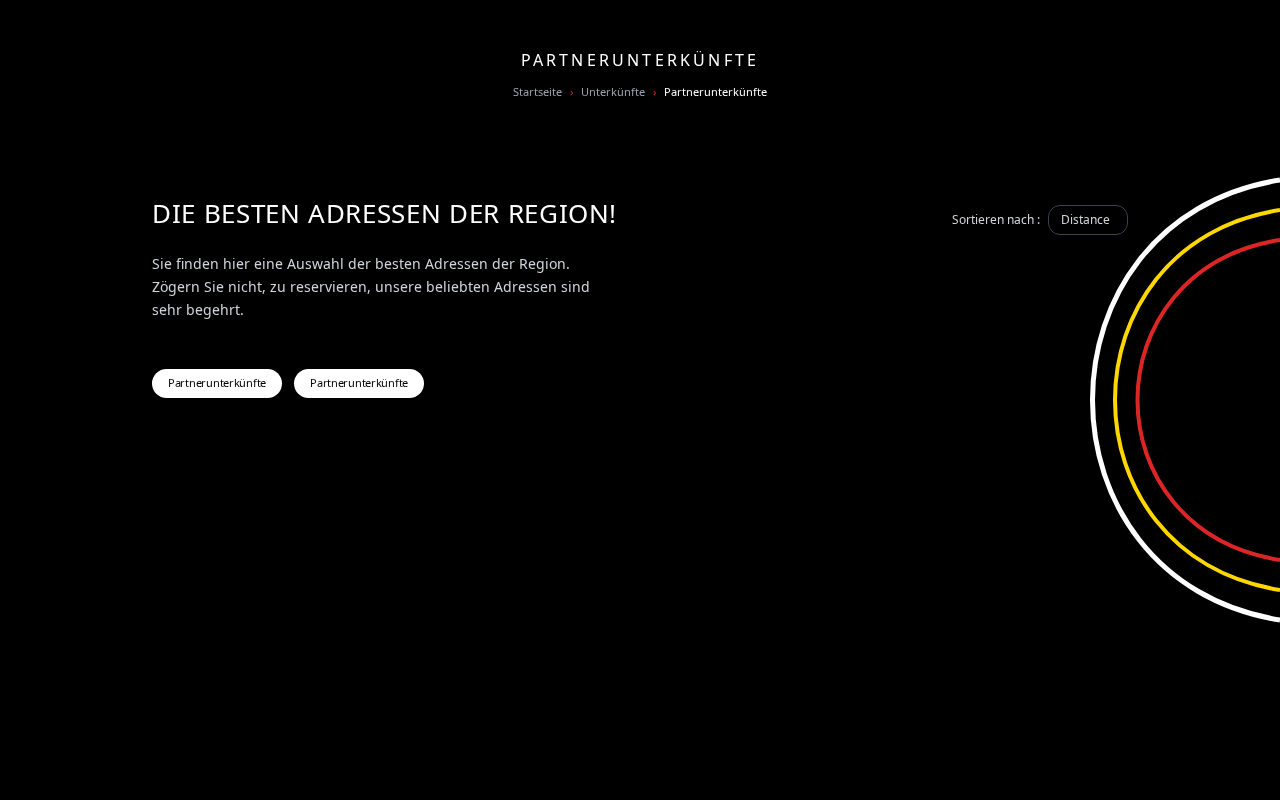 PARTNERUNTERKÜNFTE
Startseite › Unterkünfte › Partnerunterkünfte
DIE BESTEN ADRESSEN DER REGION!
Sortieren nach : Distance
Sie finden hier eine Auswahl der besten Adressen der Region.
Zögern Sie nicht, zu reservieren, unsere beliebten Adressen sind
sehr begehrt.
Partnerunterkünfte Partnerunterkünfte